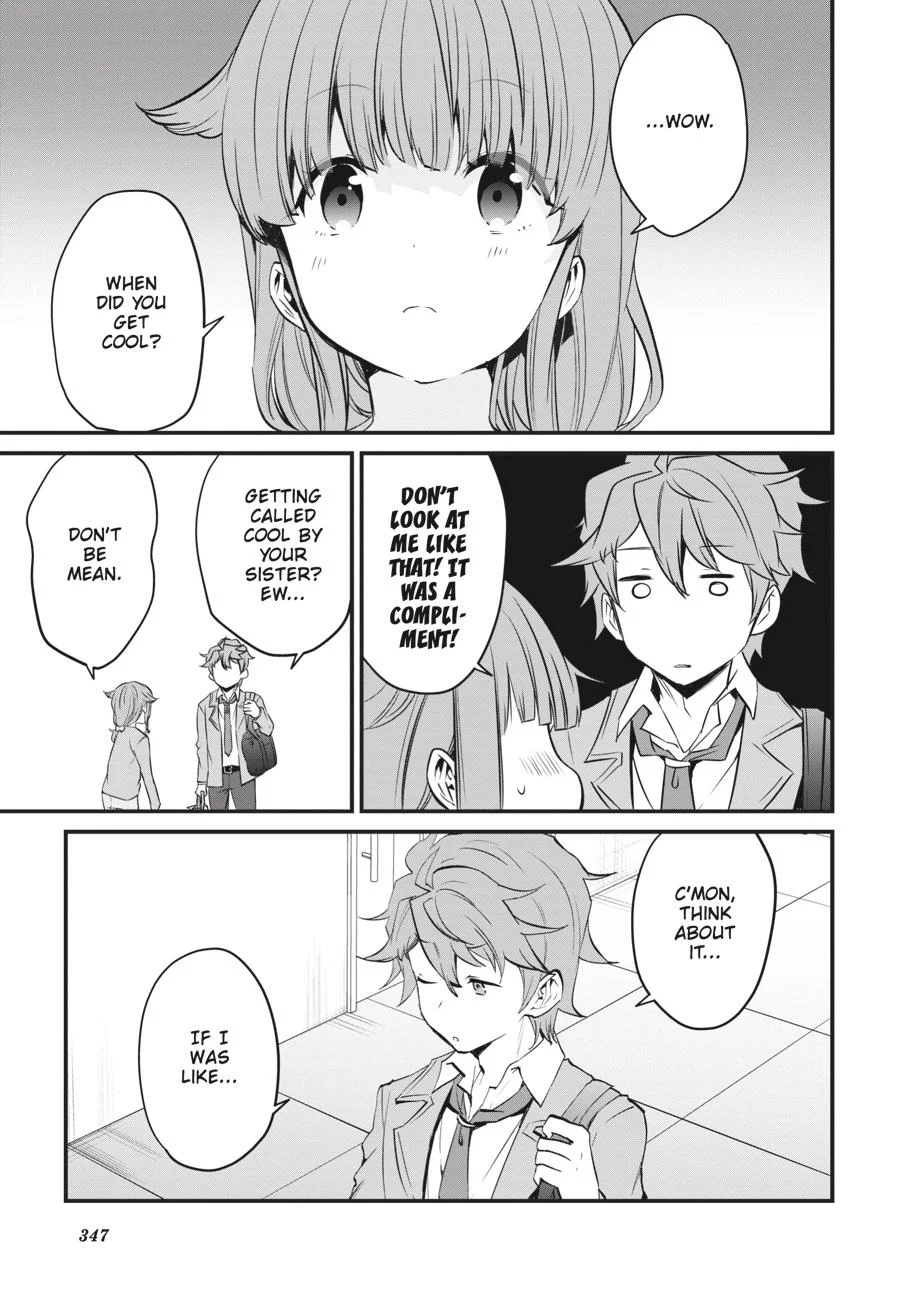 ...WOW.
WHEN
DID YOU
GET
COOL?
DON'T
LOOK AT
ME LIKE
THAT! IT
WAS A
COMPLI-
MENT!
GETTING
CALLED
COOL BY
YOUR
SISTER?
EW...
DON'T
BE
MEAN.
C'MON,
THINK
ABOUT
IT...
IF I
WAS
LIKE...
347